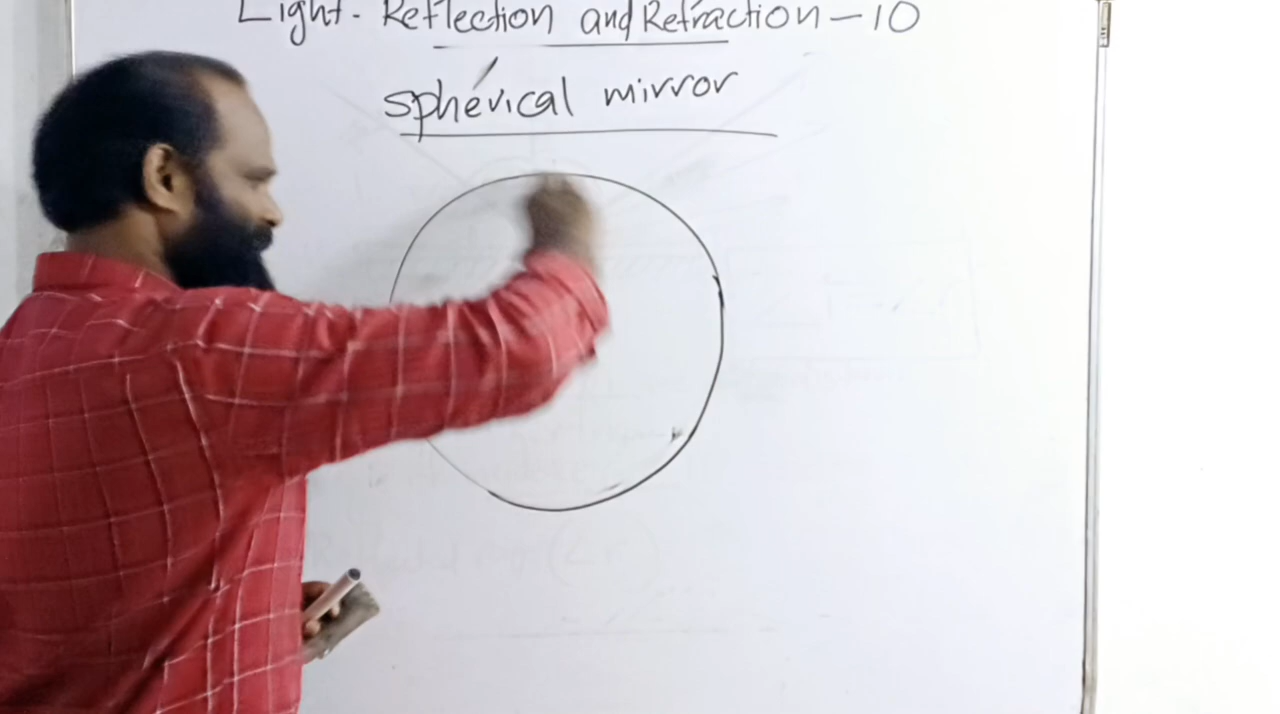 Light - Reflection and Refraction - 10
spherical mirror